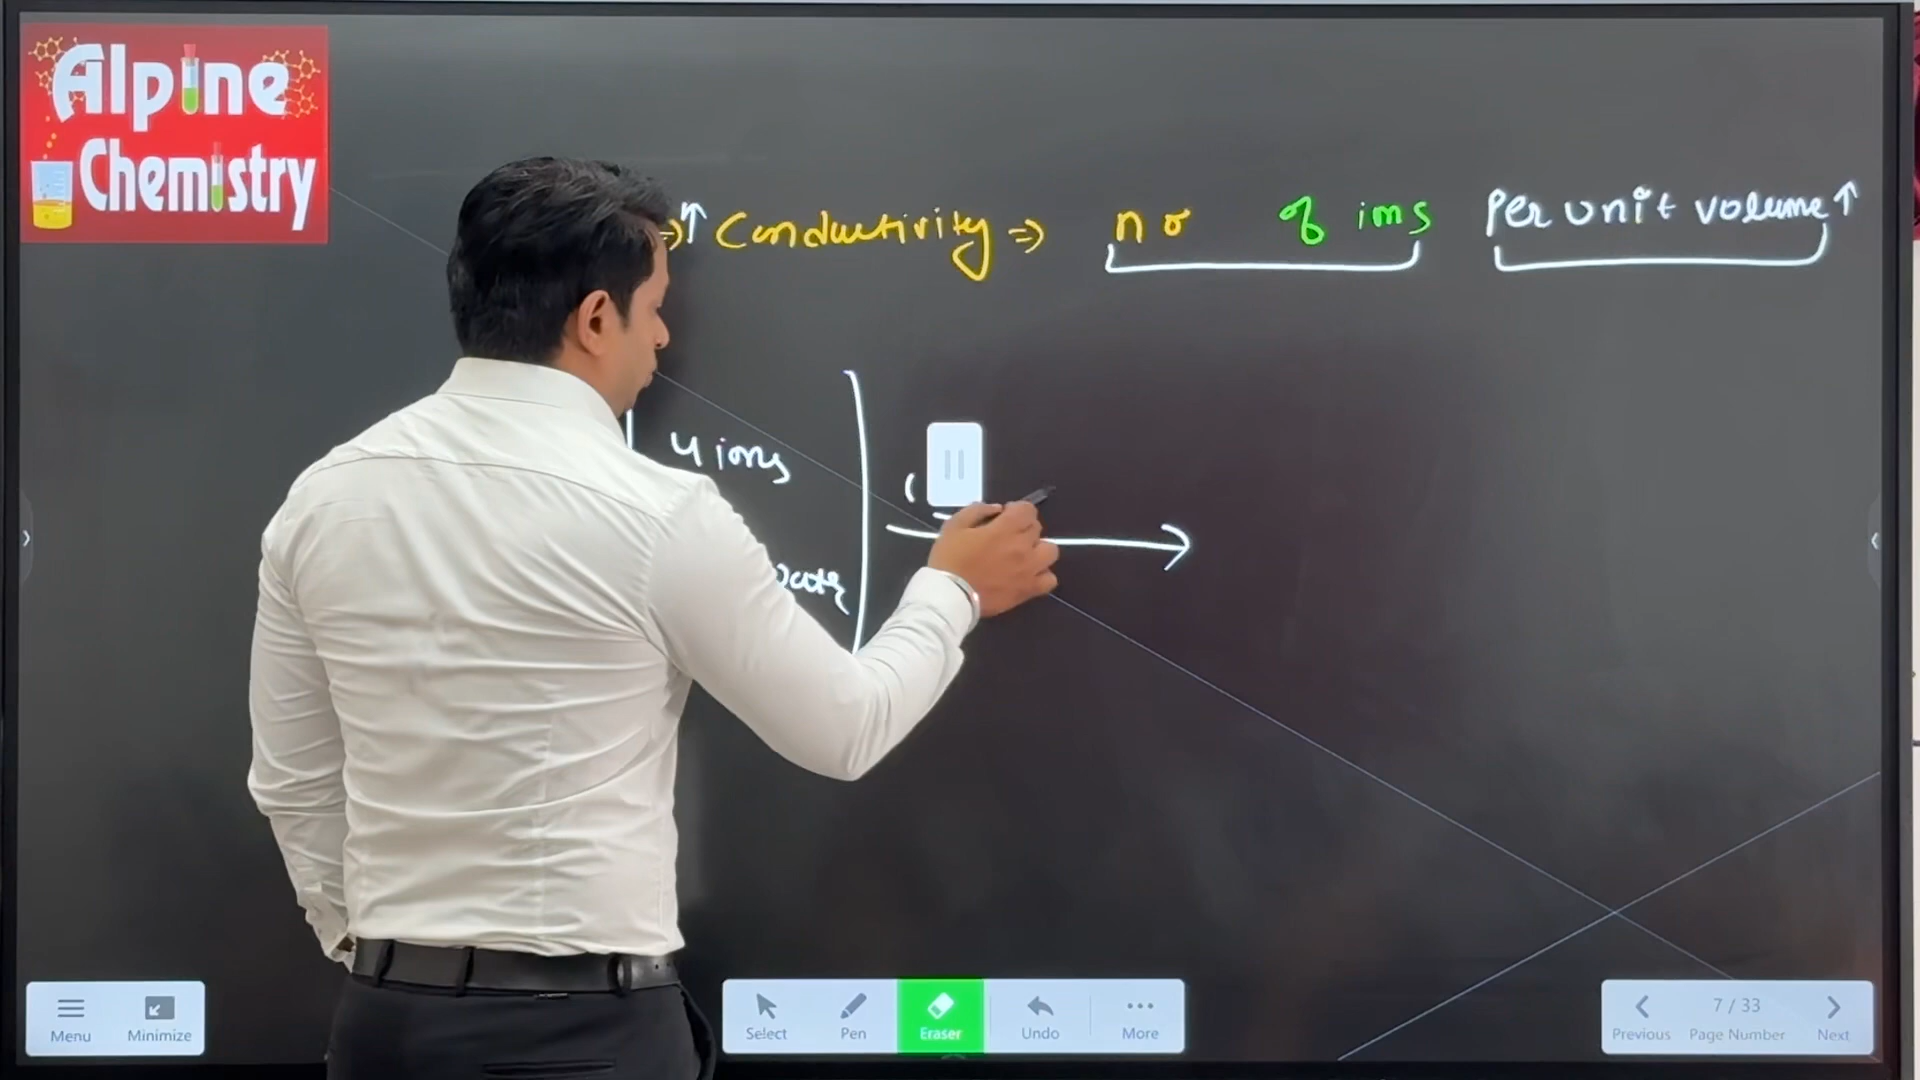 Alpine
Chemistry
⇒ ↑ Conductivity ⇒ no of ions Per unit volume ↑
4 ions
Menu
Minimize
Select
Pen
Eraser
Undo
More
Previous
7 / 33
Page Number
Next